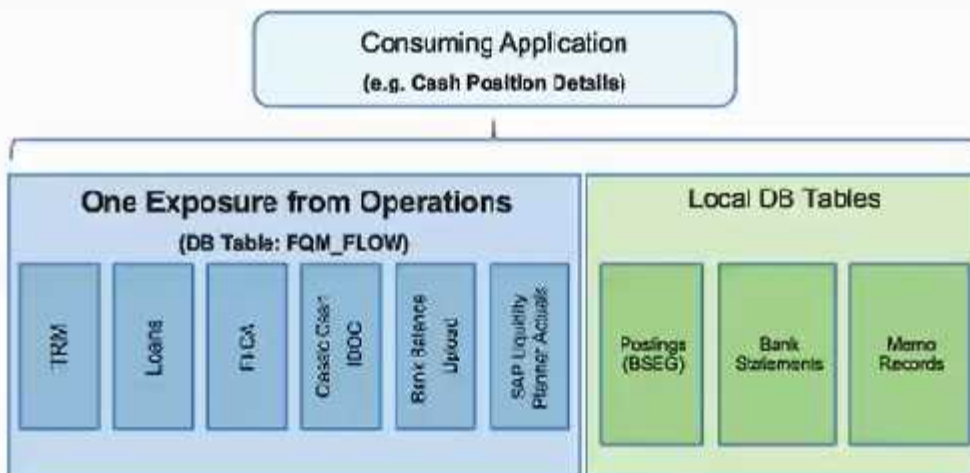 Consuming Application
(e.g. Cash Position Details)
One Exposure from Operations
(DB Table: FQM_FLOW)
Local DB Tables
TRM
Loans
FI-CA
Classic Cash
IDOC
Bank Balance
Upload
SAP Liquidity
Planner Actuals
Postings
(BSEG)
Bank
Statements
Memo
Records